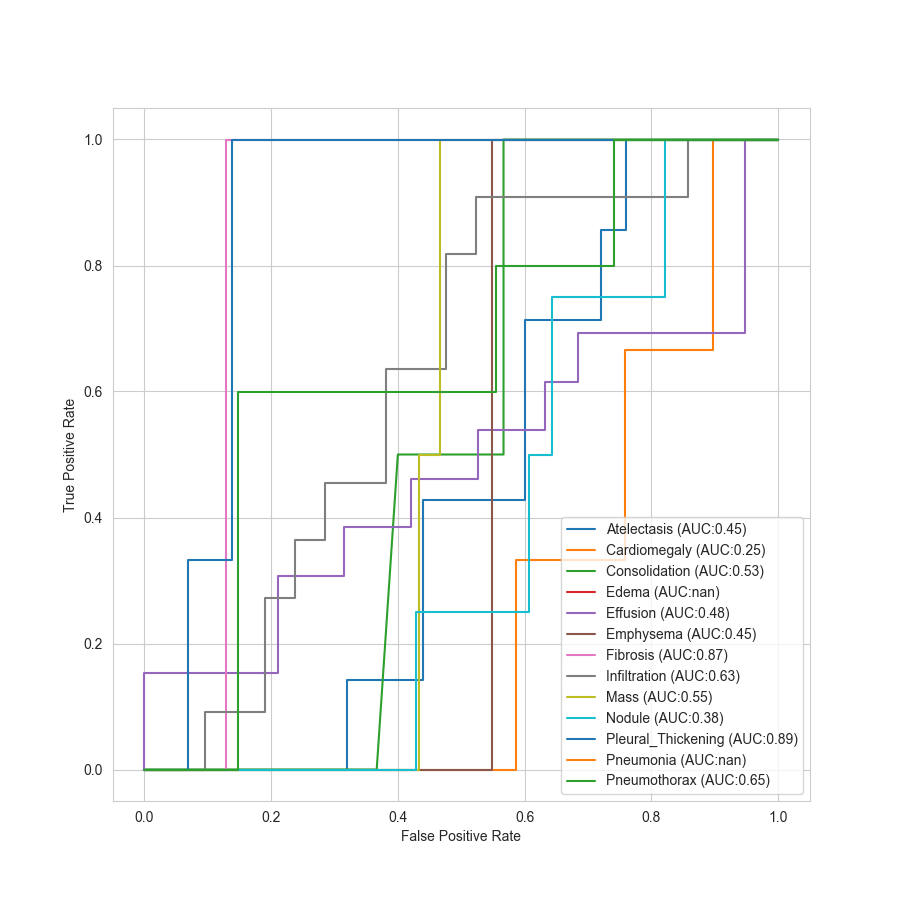 1.0
0.8
0.6
0.4
0.2
0.0
True Positive Rate
Atelectasis (AUC:0.45)
Cardiomegaly (AUC:0.25)
Consolidation (AUC:0.53)
Edema (AUC:nan)
Effusion (AUC:0.48)
Emphysema (AUC:0.45)
Fibrosis (AUC:0.87)
Infiltration (AUC:0.63)
Mass (AUC:0.55)
Nodule (AUC:0.38)
Pleural_Thickening (AUC:0.89)
Pneumonia (AUC:nan)
Pneumothorax (AUC:0.65)
0.0 0.2 0.4 0.6 0.8 1.0
False Positive Rate